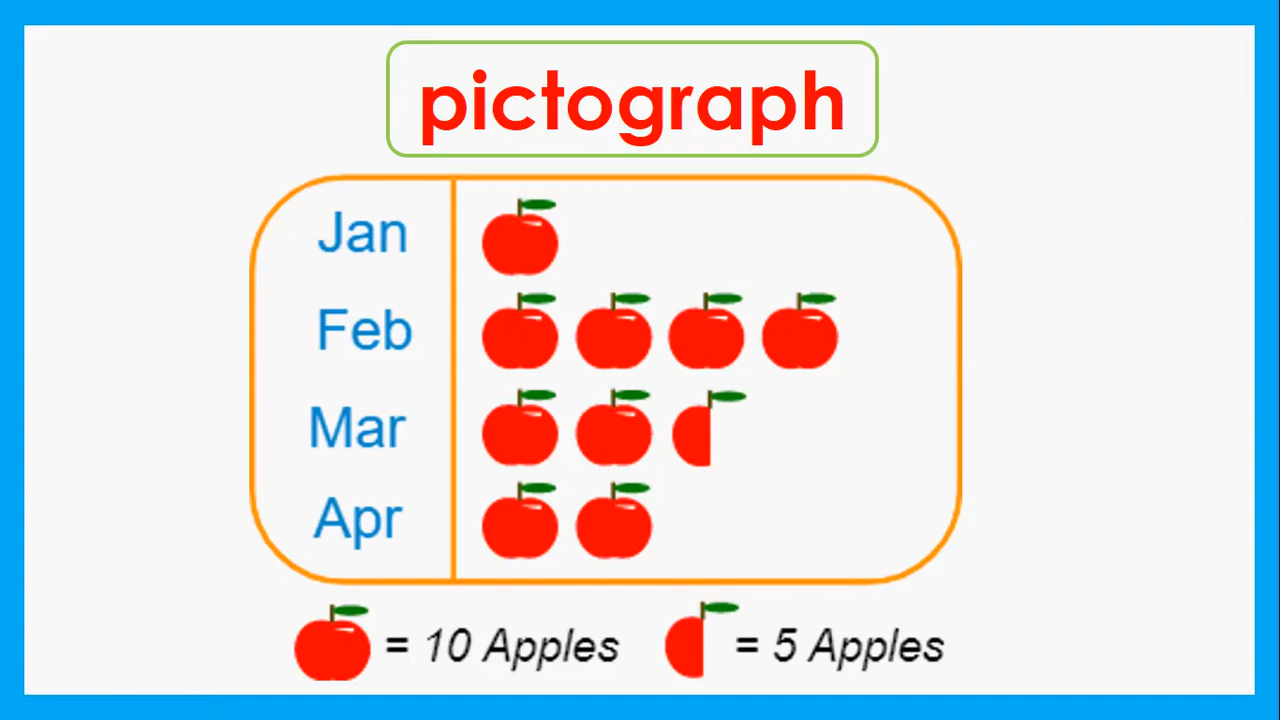 pictograph
Jan
Feb
Mar
Apr
= 10 Apples = 5 Apples